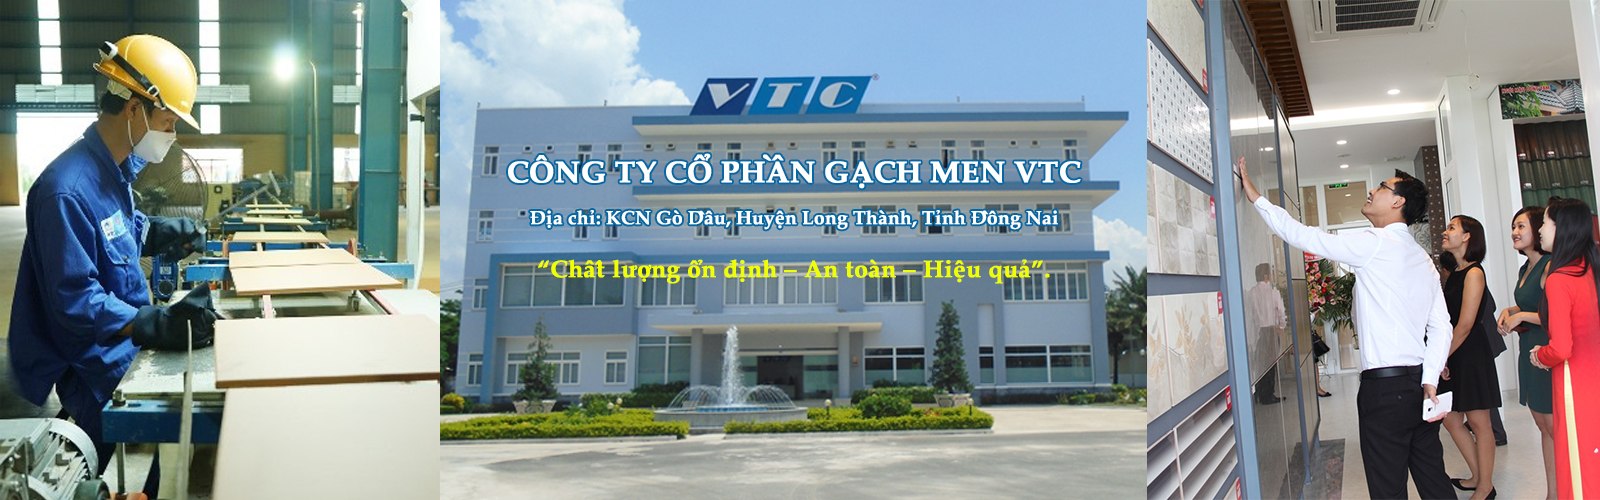 VTC®
CÔNG TY CỔ PHẦN GẠCH MEN VTC
Địa chỉ: KCN Gò Dầu, Huyện Long Thành, Tỉnh Đồng Nai
“Chất lượng ổn định – An toàn – Hiệu quả”.